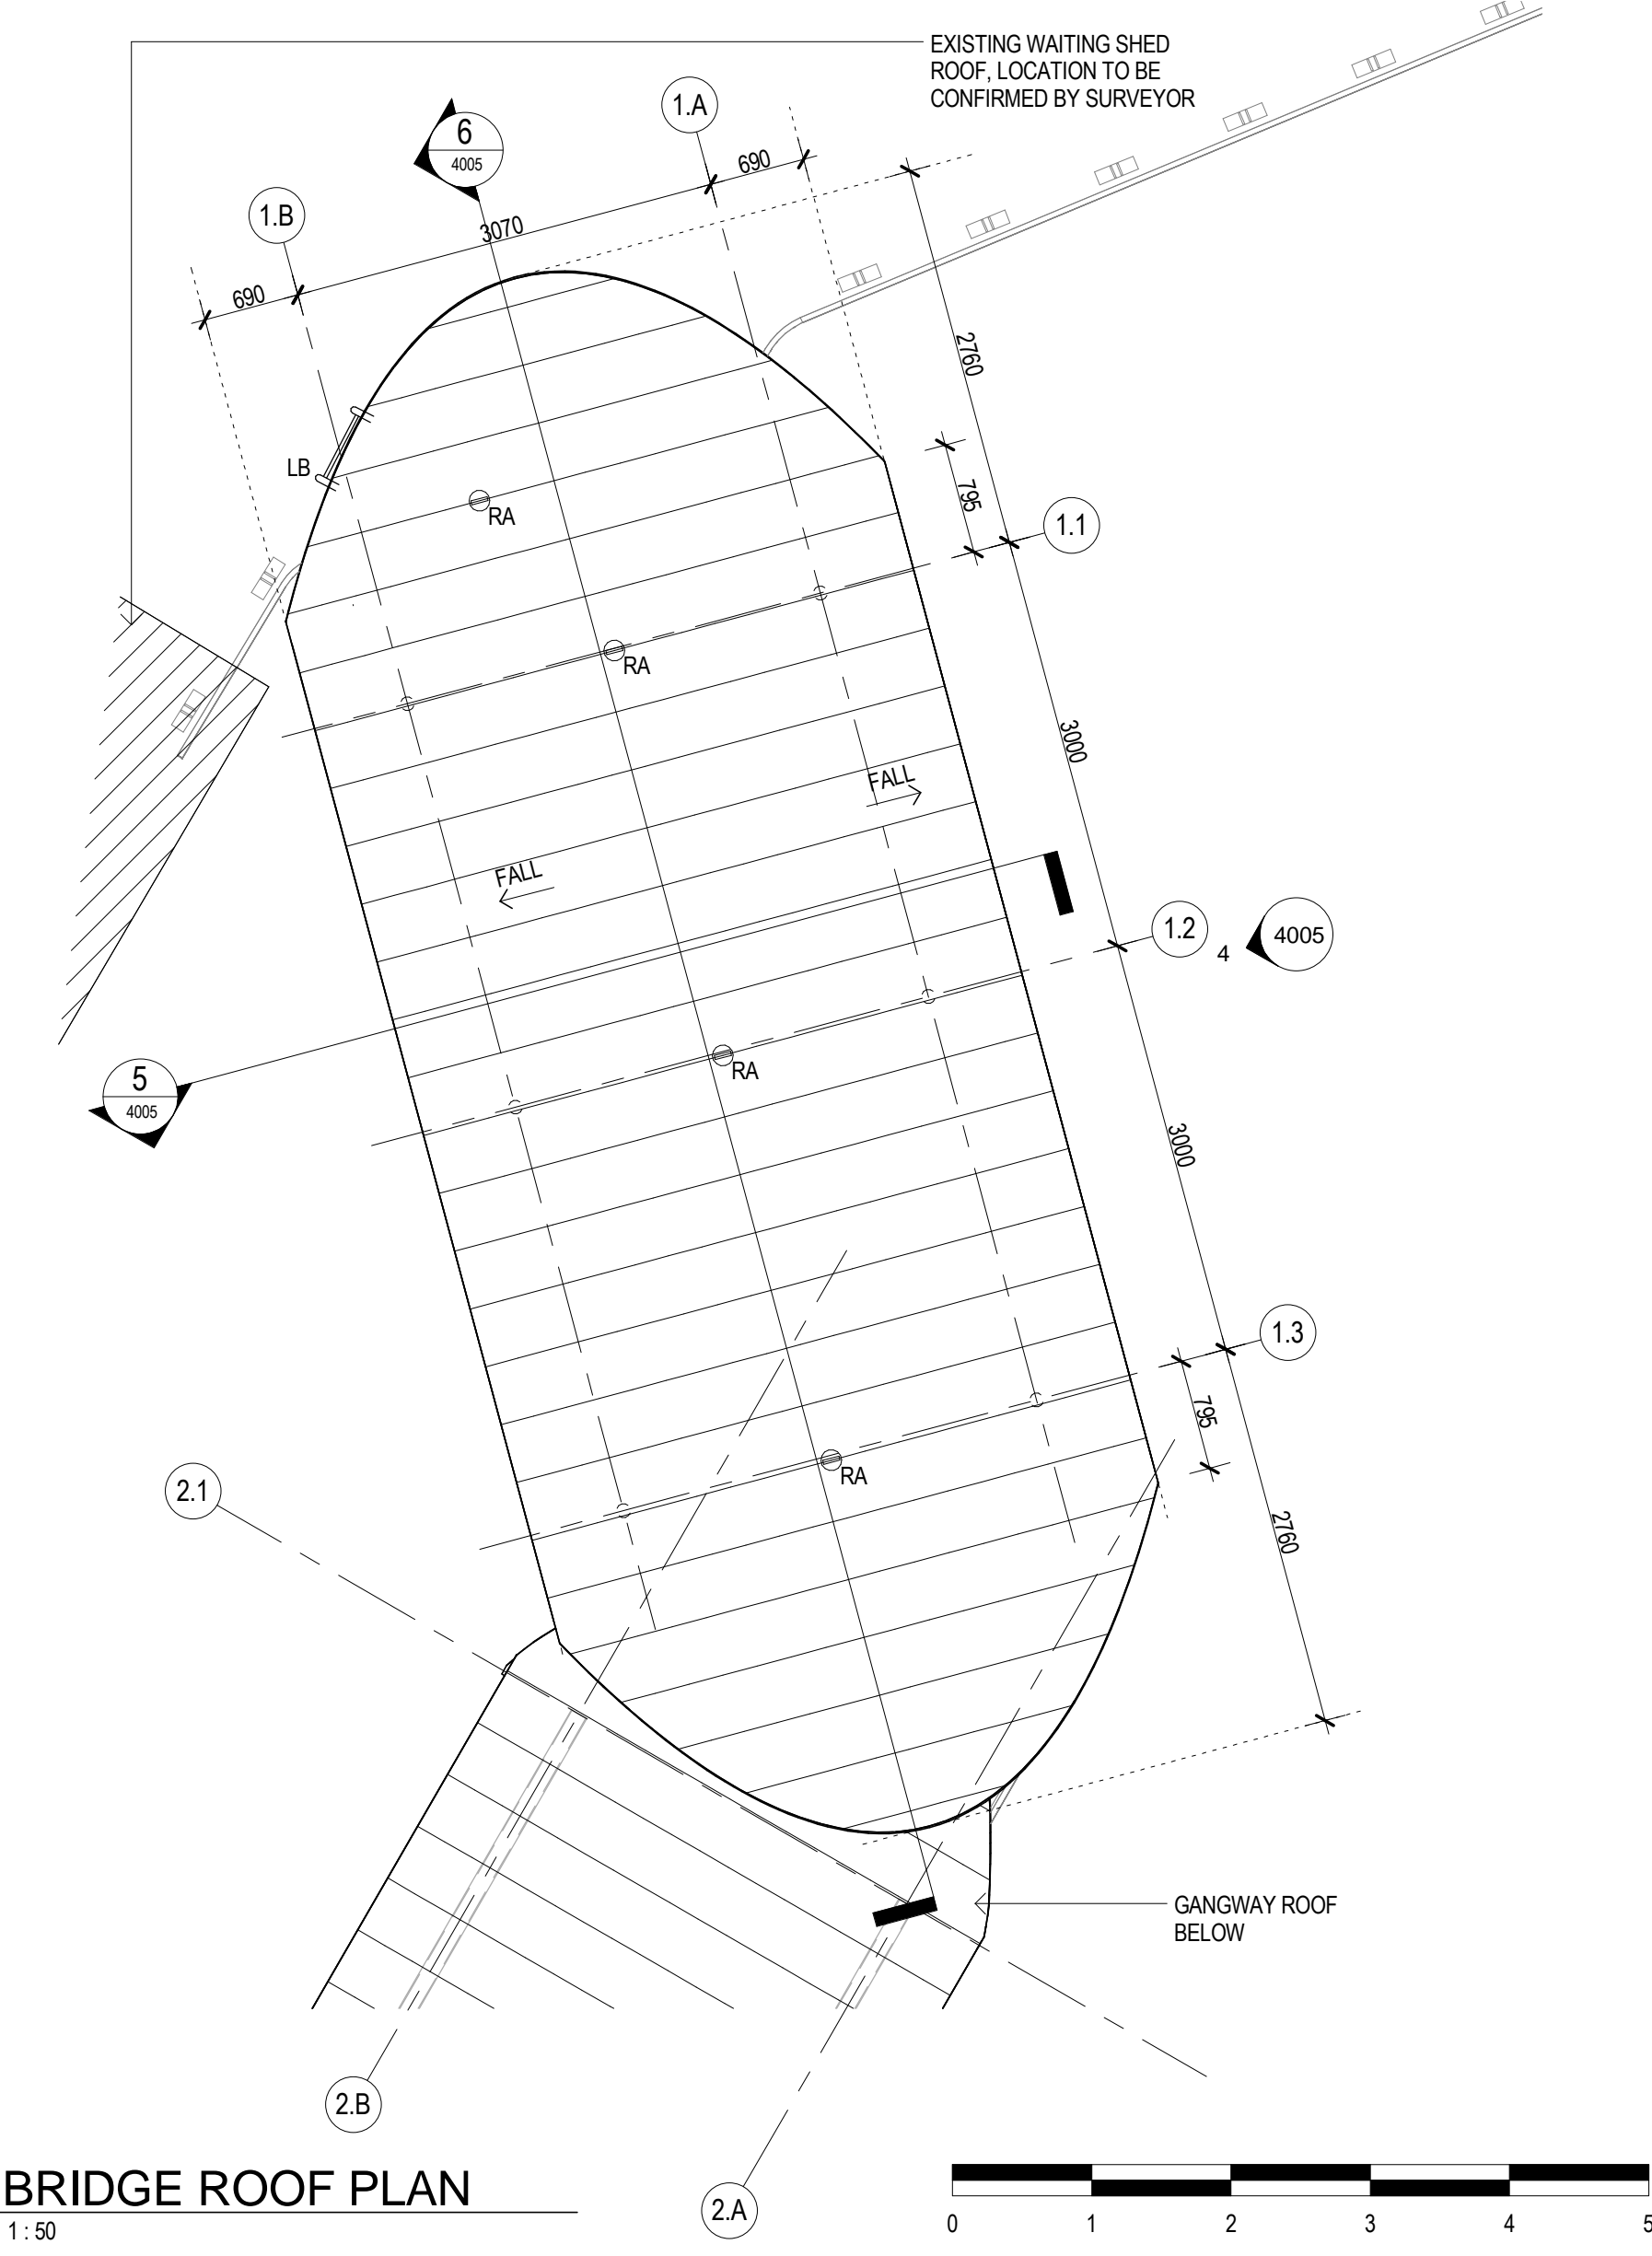 EXISTING WAITING SHED
ROOF, LOCATION TO BE
CONFIRMED BY SURVEYOR
1.A
6
4005
690
1.B
3070
690
2760
LB
795
RA
1.1
RA
3000
FALL
FALL
1.2
4
4005
RA
5
4005
3000
1.3
795
RA
2.1
2760
GANGWAY ROOF
BELOW
2.B
2.A
BRIDGE ROOF PLAN
1 : 50
0 1 2 3 4 5